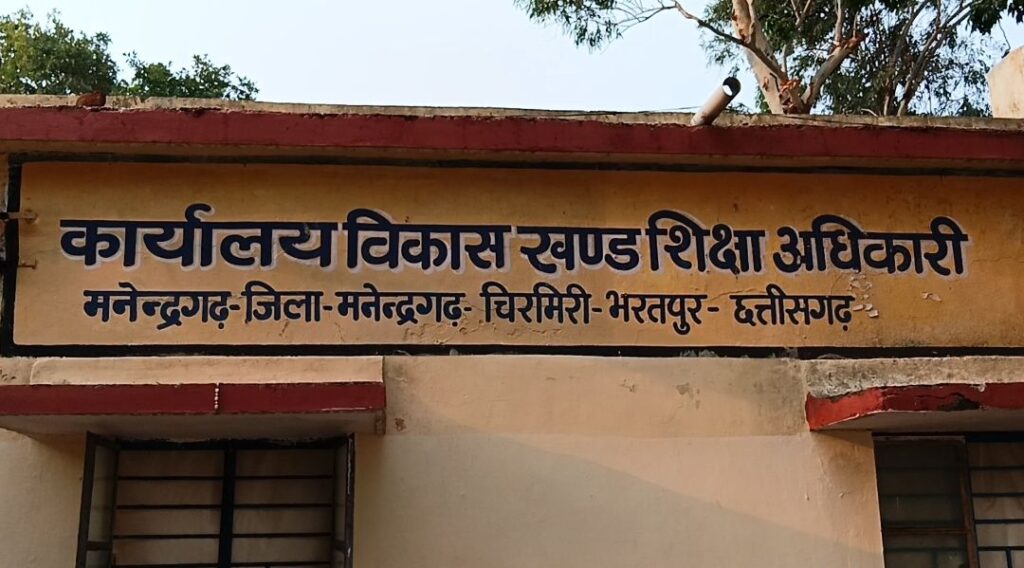 कार्यालय विकास खण्ड शिक्षा अधिकारी
मनेन्द्रगढ़-जिला-मनेन्द्रगढ़- चिरमिरी-भरतपुर- छत्तीसगढ़